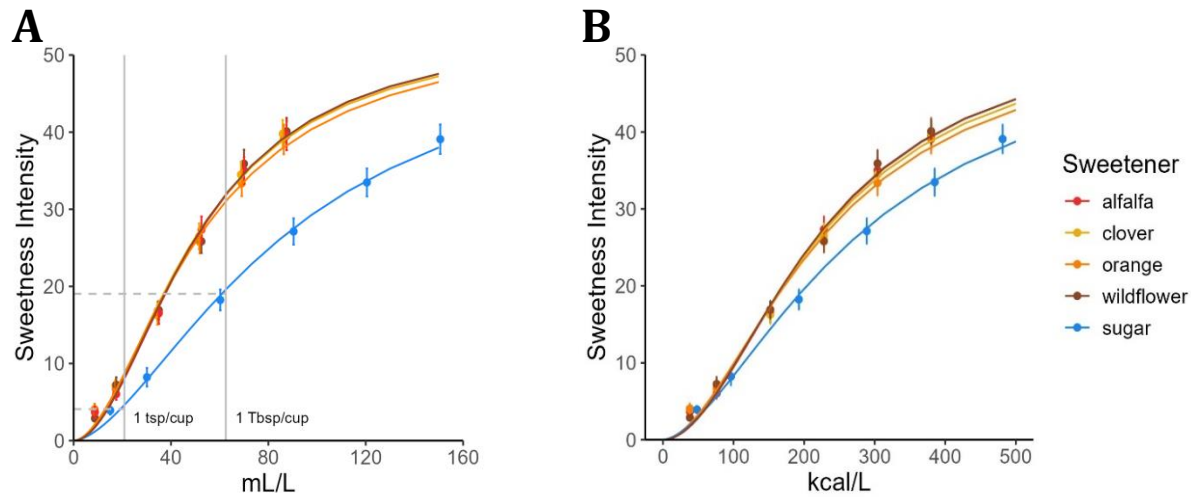 A
Sweetness Intensity
50
40
30
20
10
0
1 tsp/cup
1 Tbsp/cup
0
40
80
120
160
mL/L
B
Sweetness Intensity
50
40
30
20
10
0
0
100
200
300
400
500
kcal/L
Sweetener
alfalfa
clover
orange
wildflower
sugar